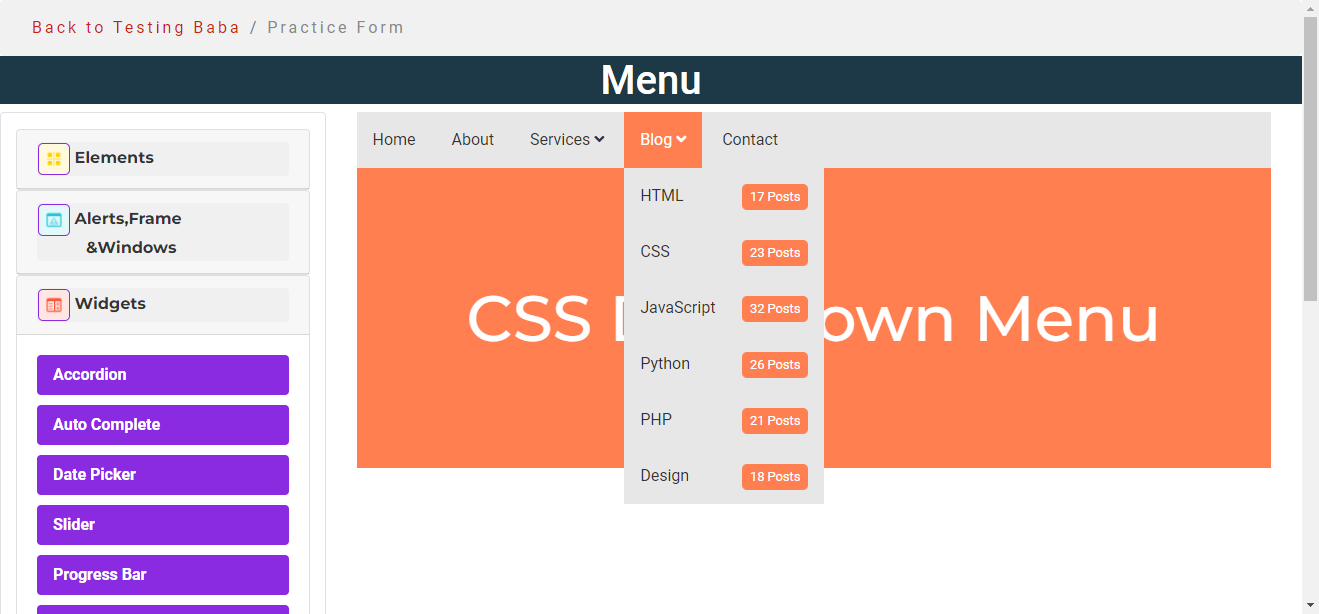 Back to Testing Baba / Practice Form
Menu
Elements
Alerts,Frame
&Windows
Widgets
Accordion
Auto Complete
Date Picker
Slider
Progress Bar
Home About Services Blog Contact
HTML 17 Posts
CSS 23 Posts
JavaScript 32 Posts
Python 26 Posts
PHP 21 Posts
Design 18 Posts
CSS own Menu